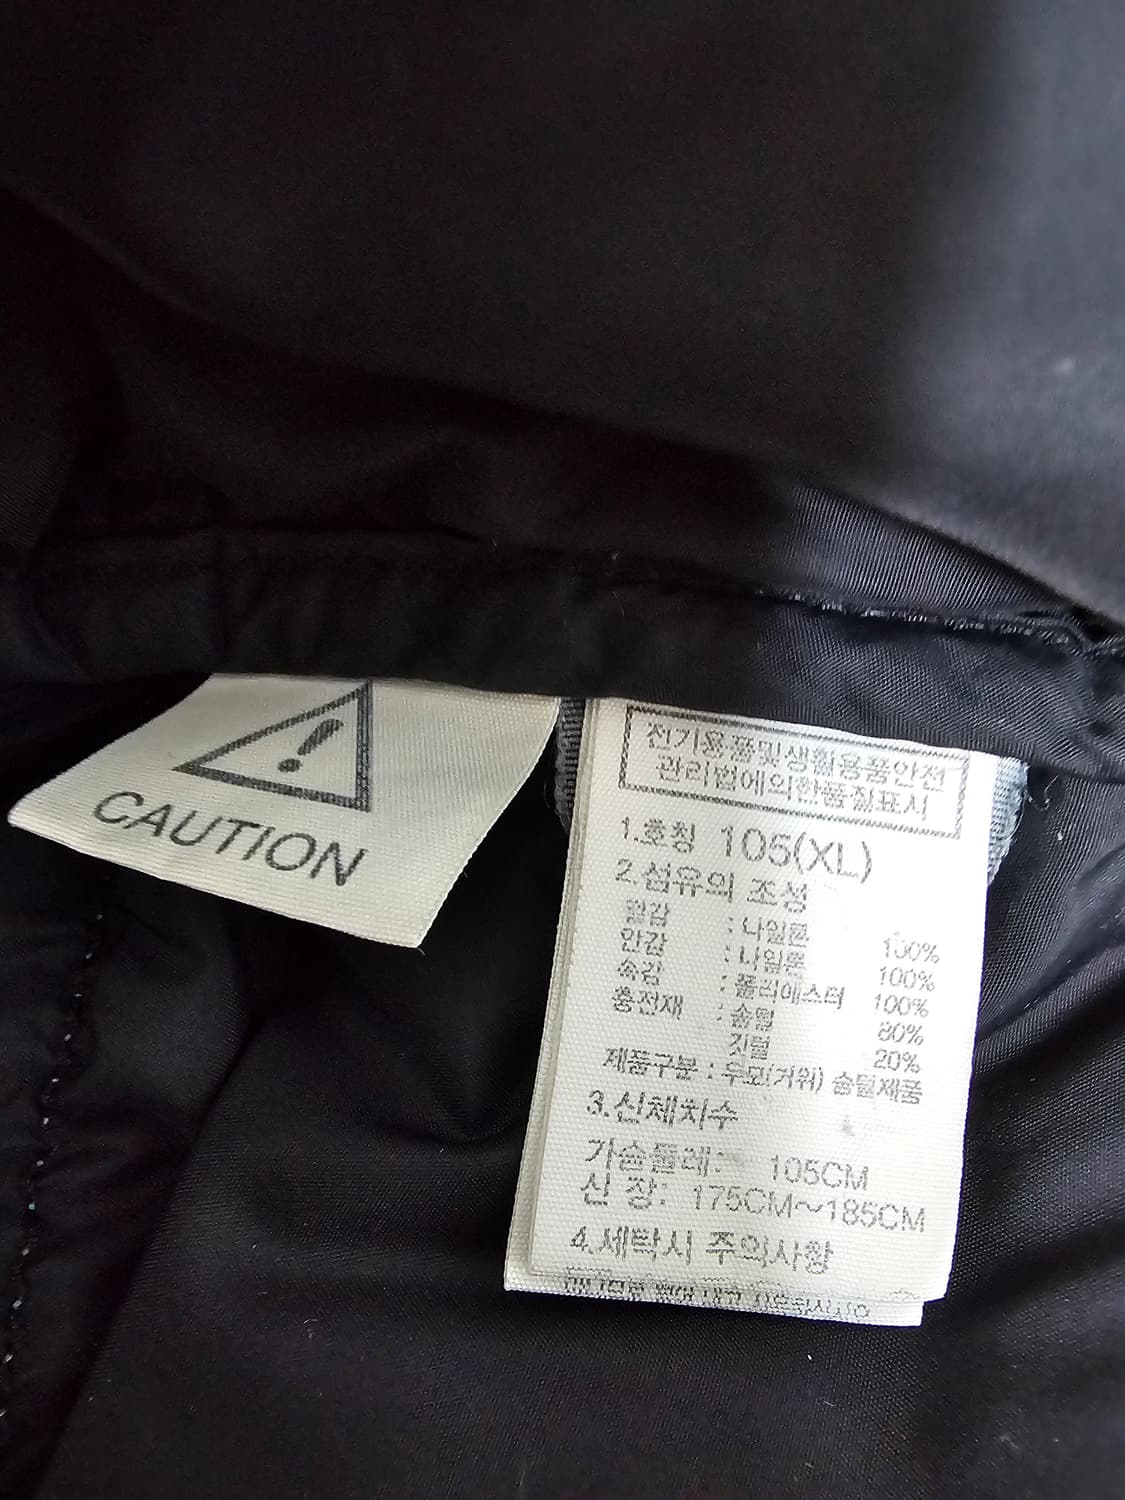 CAUTION
전기용품및생활용품안전
관리법에의한품질표시
1.호칭 105(XL)
2.섬유의 조성
겉감 : 나일론 100%
안감 : 나일론 100%
속감 : 폴리에스터 100%
충전재 : 솜털 80%
깃털 20%
제품구분 : 우모(거위) 솜털제품
3.신체치수
가슴둘레: 105CM
신 장: 175CM~185CM
4.세탁시 주의사항